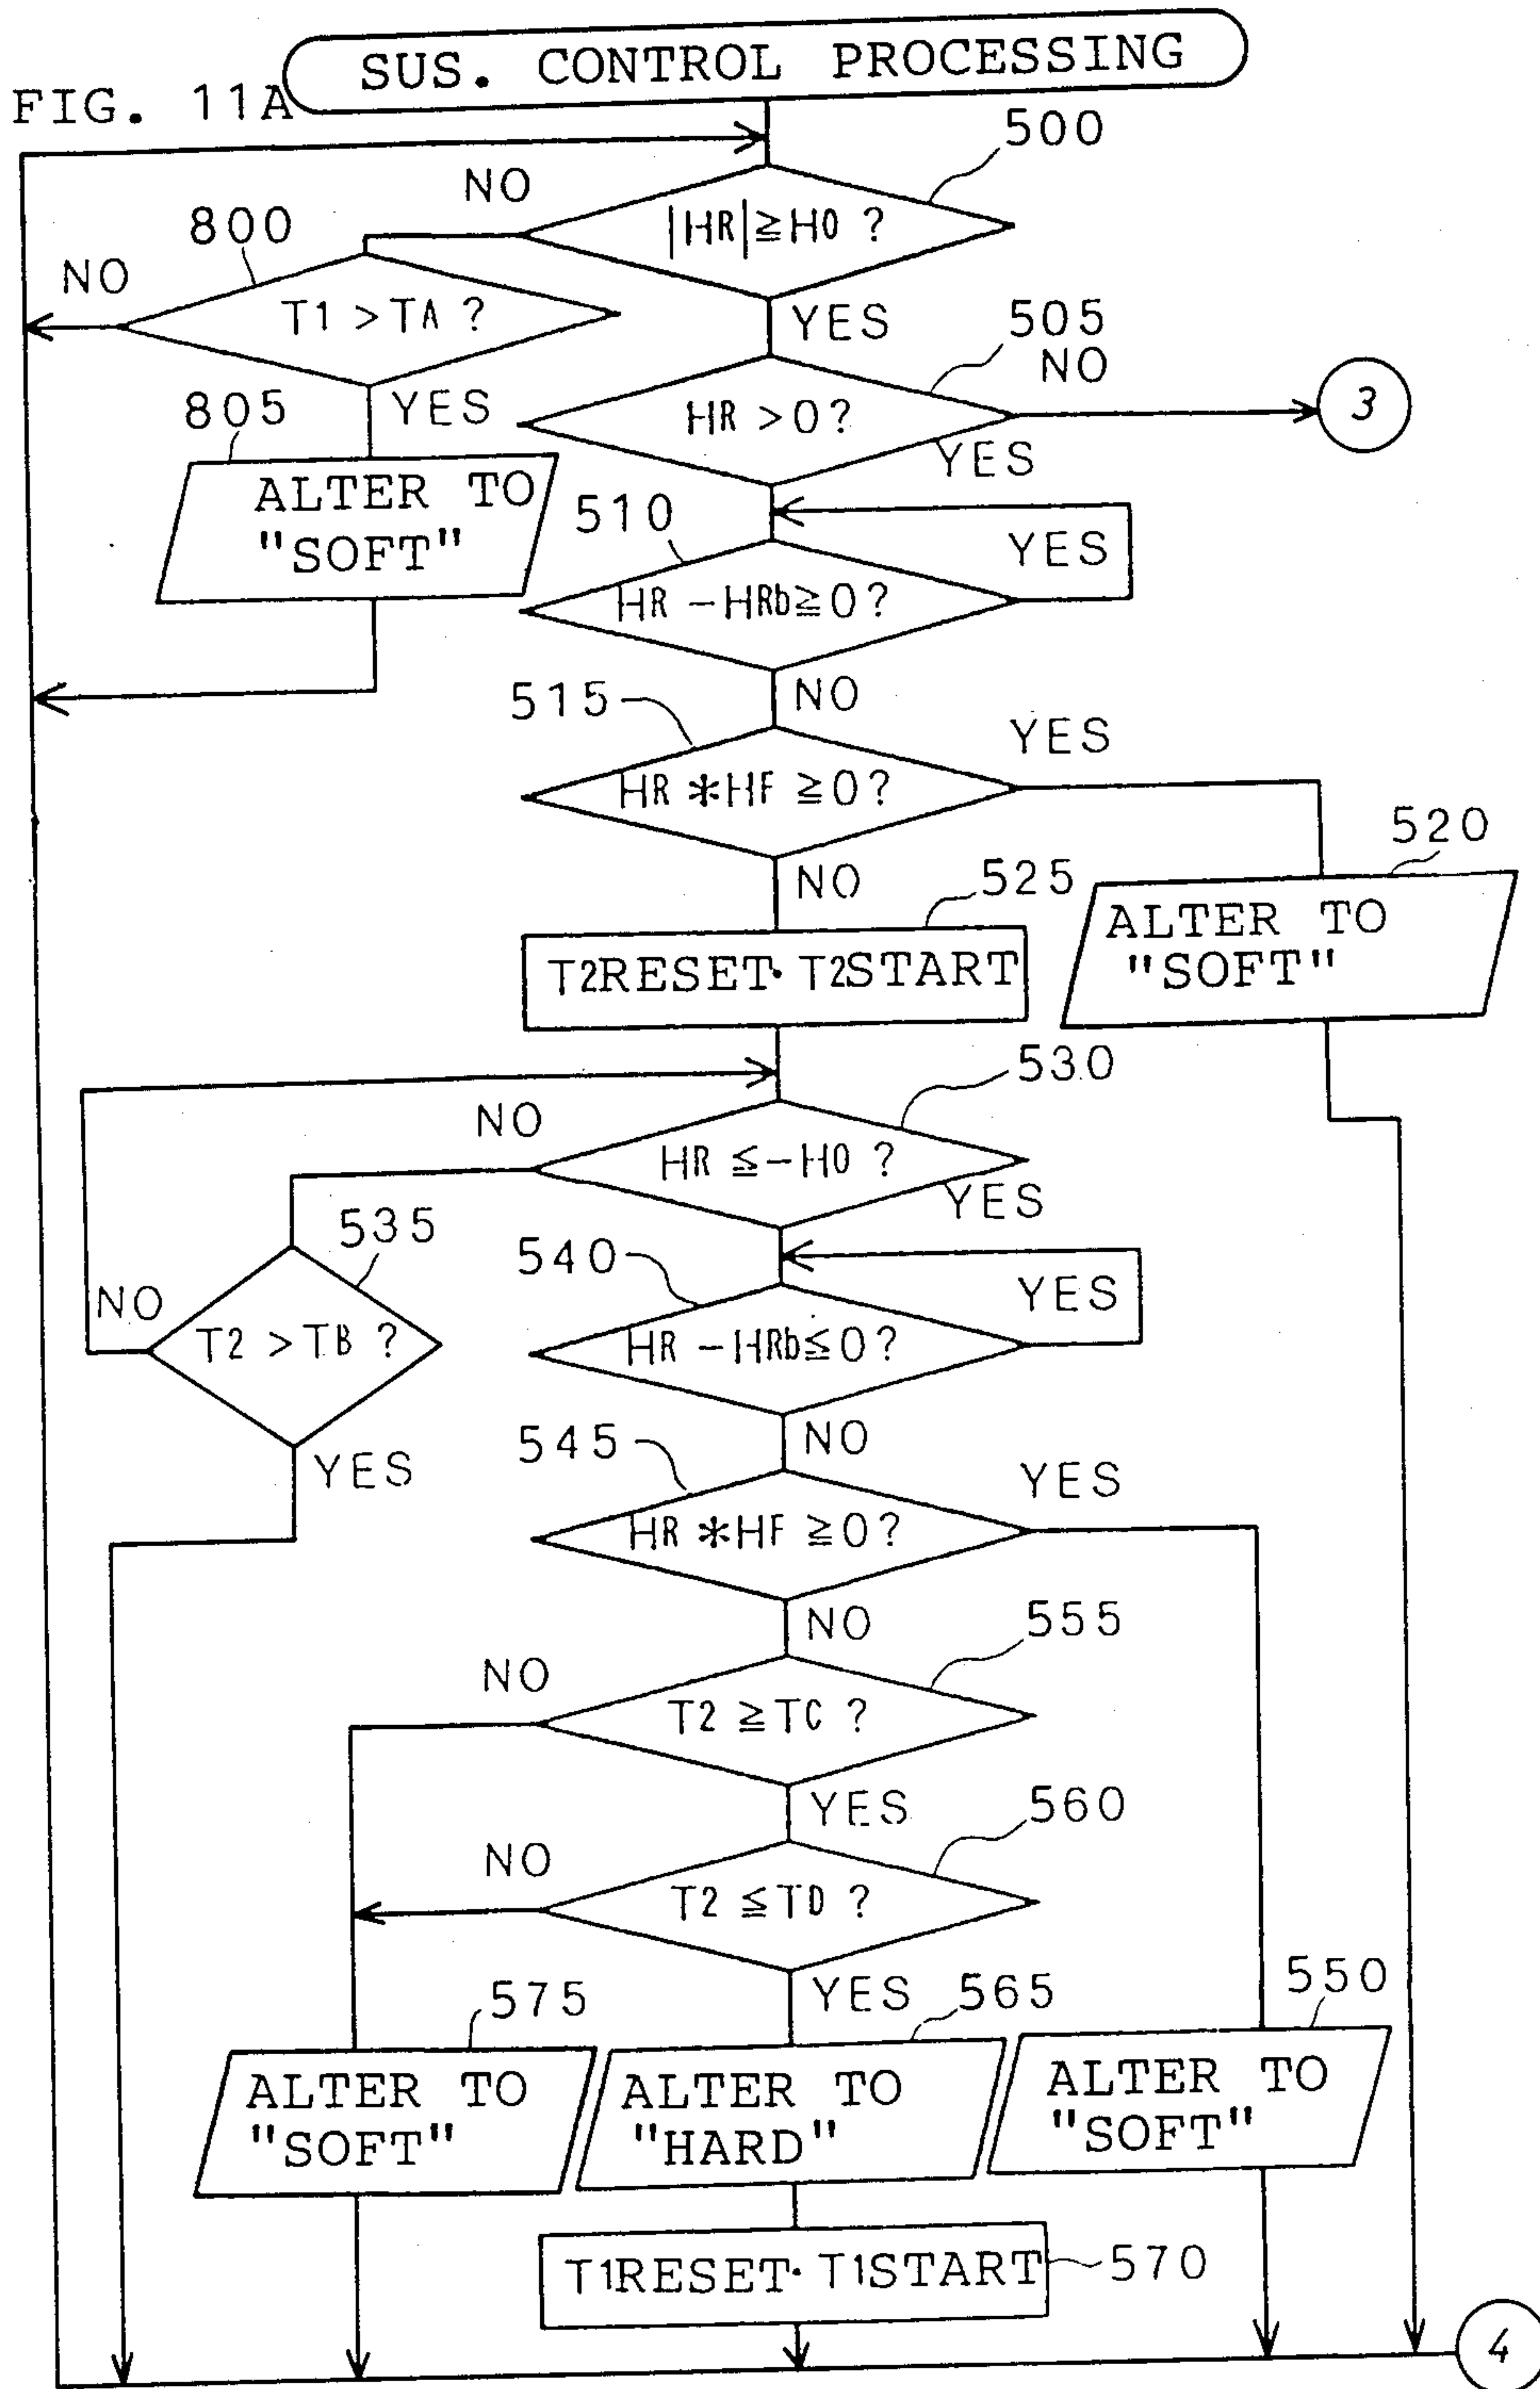 SUS. CONTROL PROCESSING
FIG. 11A
500
NO
|HR|≧H0 ?
800
NO
T1 >TA ?
YES
505
NO
805
YES
HR >0?
3
YES
ALTER TO
"SOFT"
510
YES
HR -HRb≧0?
515
NO
YES
HR *HF ≧0?
520
NO
525
ALTER TO
"SOFT"
T2RESET· T2START
530
NO
HR ≦-H0 ?
YES
535
540
NO
YES
T2 >TB ?
HR -HRb≦0?
545
NO
YES
YES
HR *HF ≧0?
NO
555
NO
T2 ≧TC ?
YES
560
NO
T2 ≦TD ?
575
YES
565
550
ALTER TO
"SOFT"
ALTER TO
"HARD"
ALTER TO
"SOFT"
T1RESET· T1START
570
4